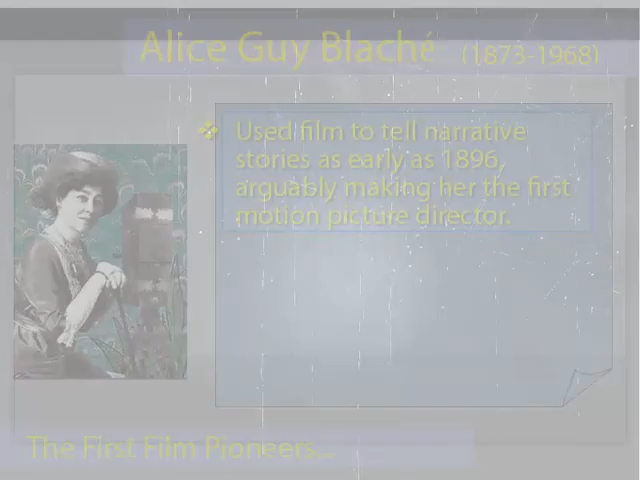 Alice Guy Blaché (1873-1968)
Used film to tell narrative
stories as early as 1896,
arguably making her the first
motion picture director.
The First Film Pioneers...